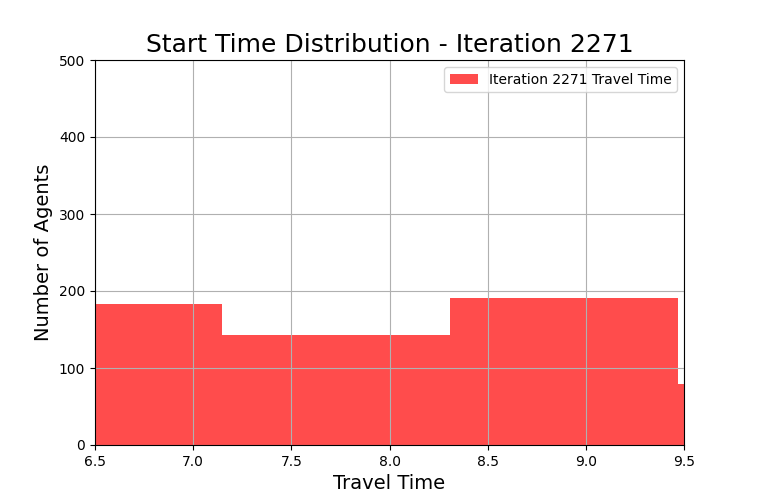 Start Time Distribution - Iteration 2271
Iteration 2271 Travel Time
Number of Agents
500
400
300
200
100
0
6.5 7.0 7.5 8.0 8.5 9.0 9.5
Travel Time